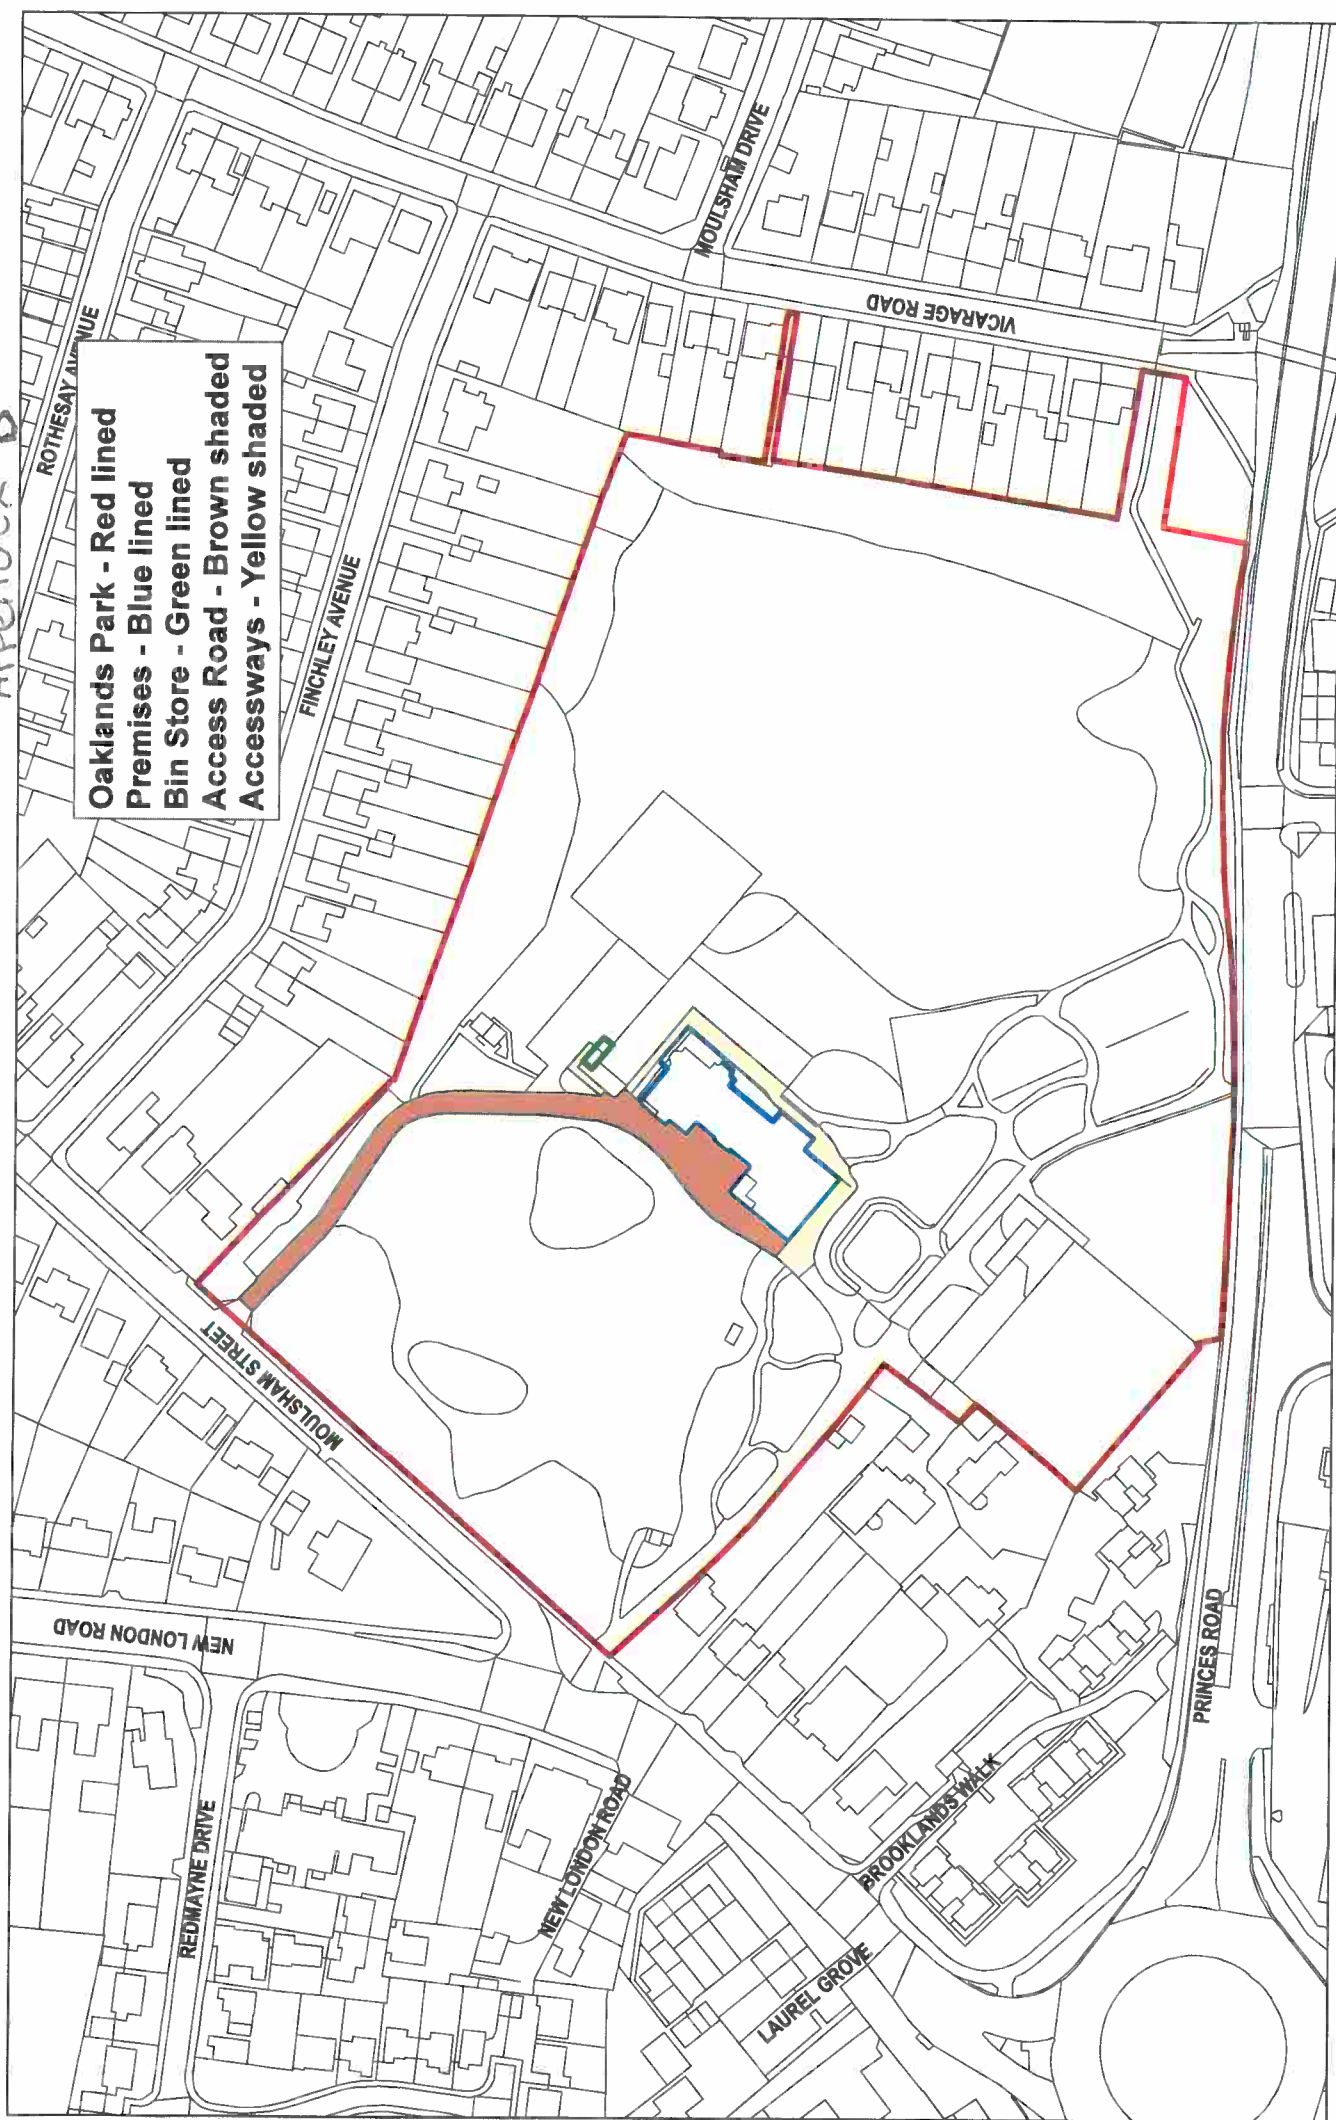 Oaklands Park - Red lined
Premises - Blue lined
Bin Store - Green lined
Access Road - Brown shaded
Accessways - Yellow shaded
ROTHESAY AVENUE
FINCHLEY AVENUE
MOULSHAM DRIVE
VICARAGE ROAD
MOULSHAM STREET
NEW LONDON ROAD
REDMAYNE DRIVE
NEW LONDON ROAD
BROOKLANDS WALK
LAUREL GROVE
PRINCES ROAD